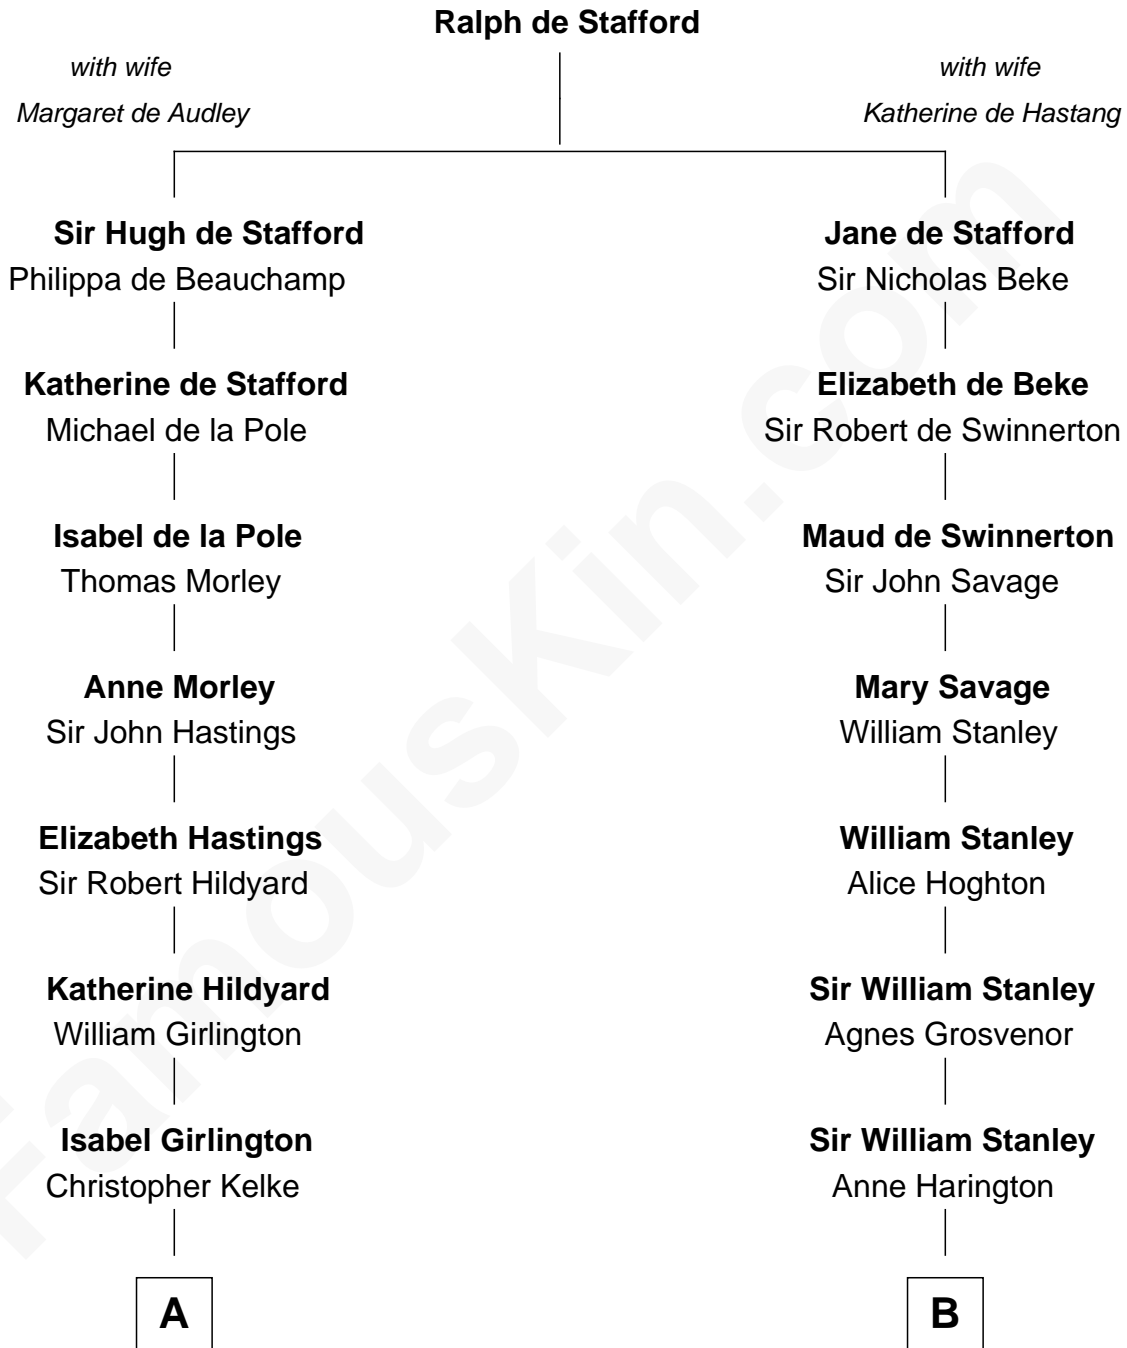 Ralph de Stafford
with wife
Margaret de Audley
with wife
Katherine de Hastang
Sir Hugh de Stafford
Philippa de Beauchamp
Jane de Stafford
Sir Nicholas Beke
Katherine de Stafford
Michael de la Pole
Elizabeth de Beke
Sir Robert de Swinnerton
Isabel de la Pole
Thomas Morley
Maud de Swinnerton
Sir John Savage
Anne Morley
Sir John Hastings
Mary Savage
William Stanley
Elizabeth Hastings
Sir Robert Hildyard
William Stanley
Alice Hoghton
Katherine Hildyard
William Girlington
Sir William Stanley
Agnes Grosvenor
Isabel Girlington
Christopher Kelke
Sir William Stanley
Anne Harington
A
B
FamousKin.com